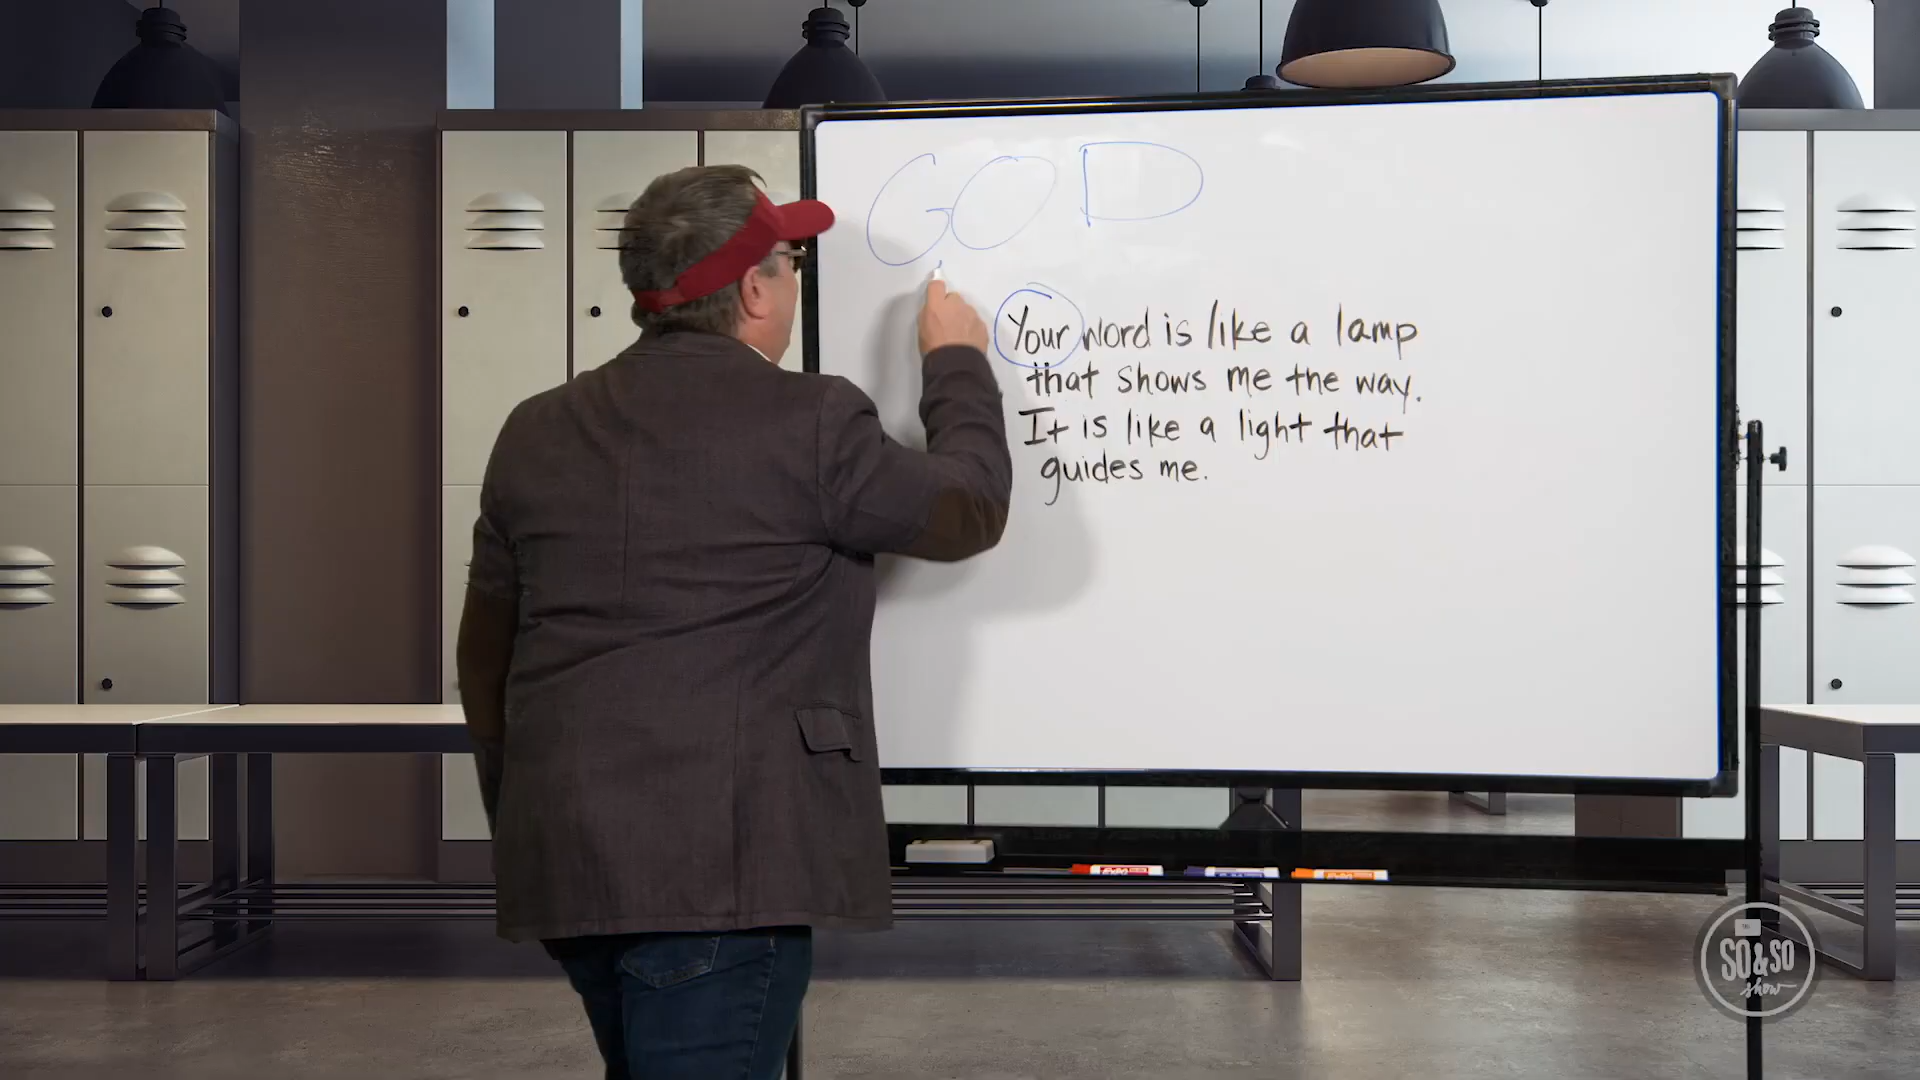 GOD
Your word is like a lamp
that shows me the way.
It is like a light that
guides me.
SO & SO
show